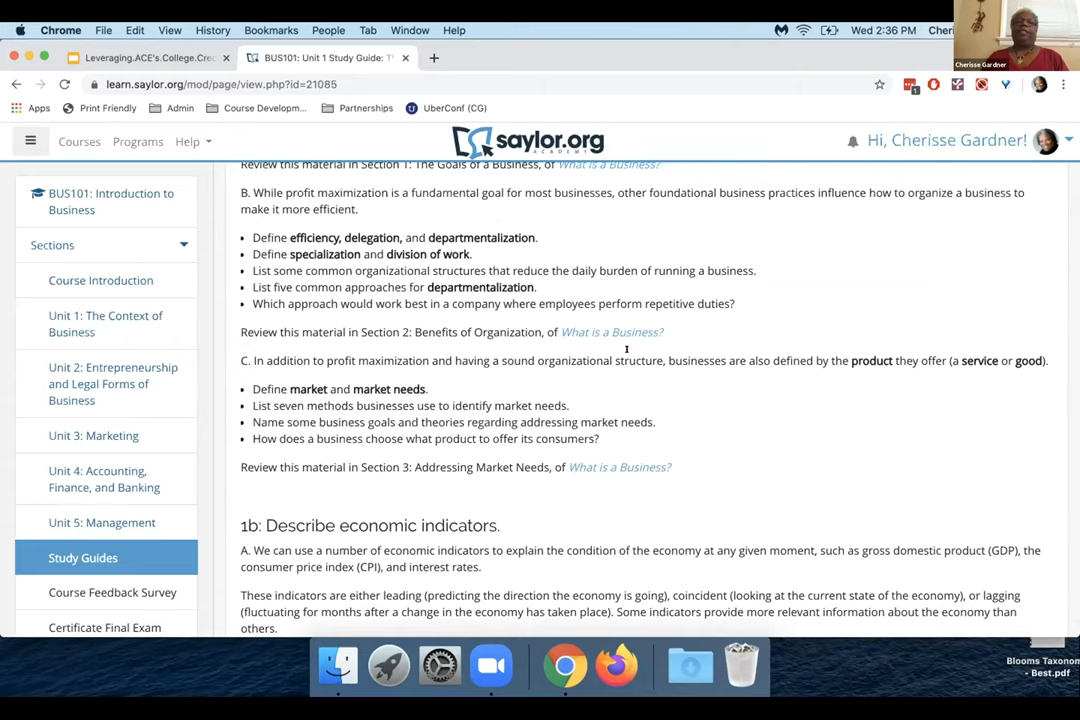 Chrome File Edit View History Bookmarks People Tab Window Help Wed 2:36 PM Cheri
Cherisse Gardner
Leveraging.ACE's.College.Crec × BUS101: Unit 1 Study Guide: T × +
learn.saylor.org/mod/page/view.php?id=21085
1
Apps Print Friendly Admin Course Developm... Partnerships UberConf (CG)
Courses Programs Help saylor.org Hi, Cherisse Gardner!
ACADEMY
Review this material in Section 1: The Goals of a Business, of What is a Business?
BUS101: Introduction to
Business
Sections
Course Introduction
Unit 1: The Context of
Business
Unit 2: Entrepreneurship
and Legal Forms of
Business
Unit 3: Marketing
Unit 4: Accounting,
Finance, and Banking
Unit 5: Management
Study Guides
Course Feedback Survey
Certificate Final Exam
B. While profit maximization is a fundamental goal for most businesses, other foundational business practices influence how to organize a business to
make it more efficient.
• Define efficiency, delegation, and departmentalization.
• Define specialization and division of work.
• List some common organizational structures that reduce the daily burden of running a business.
• List five common approaches for departmentalization.
• Which approach would work best in a company where employees perform repetitive duties?
Review this material in Section 2: Benefits of Organization, of What is a Business?
C. In addition to profit maximization and having a sound organizational structure, businesses are also defined by the product they offer (a service or good).
• Define market and market needs.
• List seven methods businesses use to identify market needs.
• Name some business goals and theories regarding addressing market needs.
• How does a business choose what product to offer its consumers?
Review this material in Section 3: Addressing Market Needs, of What is a Business?
1b: Describe economic indicators.
A. We can use a number of economic indicators to explain the condition of the economy at any given moment, such as gross domestic product (GDP), the
consumer price index (CPI), and interest rates.
These indicators are either leading (predicting the direction the economy is going), coincident (looking at the current state of the economy), or lagging
(fluctuating for months after a change in the economy has taken place). Some indicators provide more relevant information about the economy than
others.
Blooms Taxonom
- Best.pdf